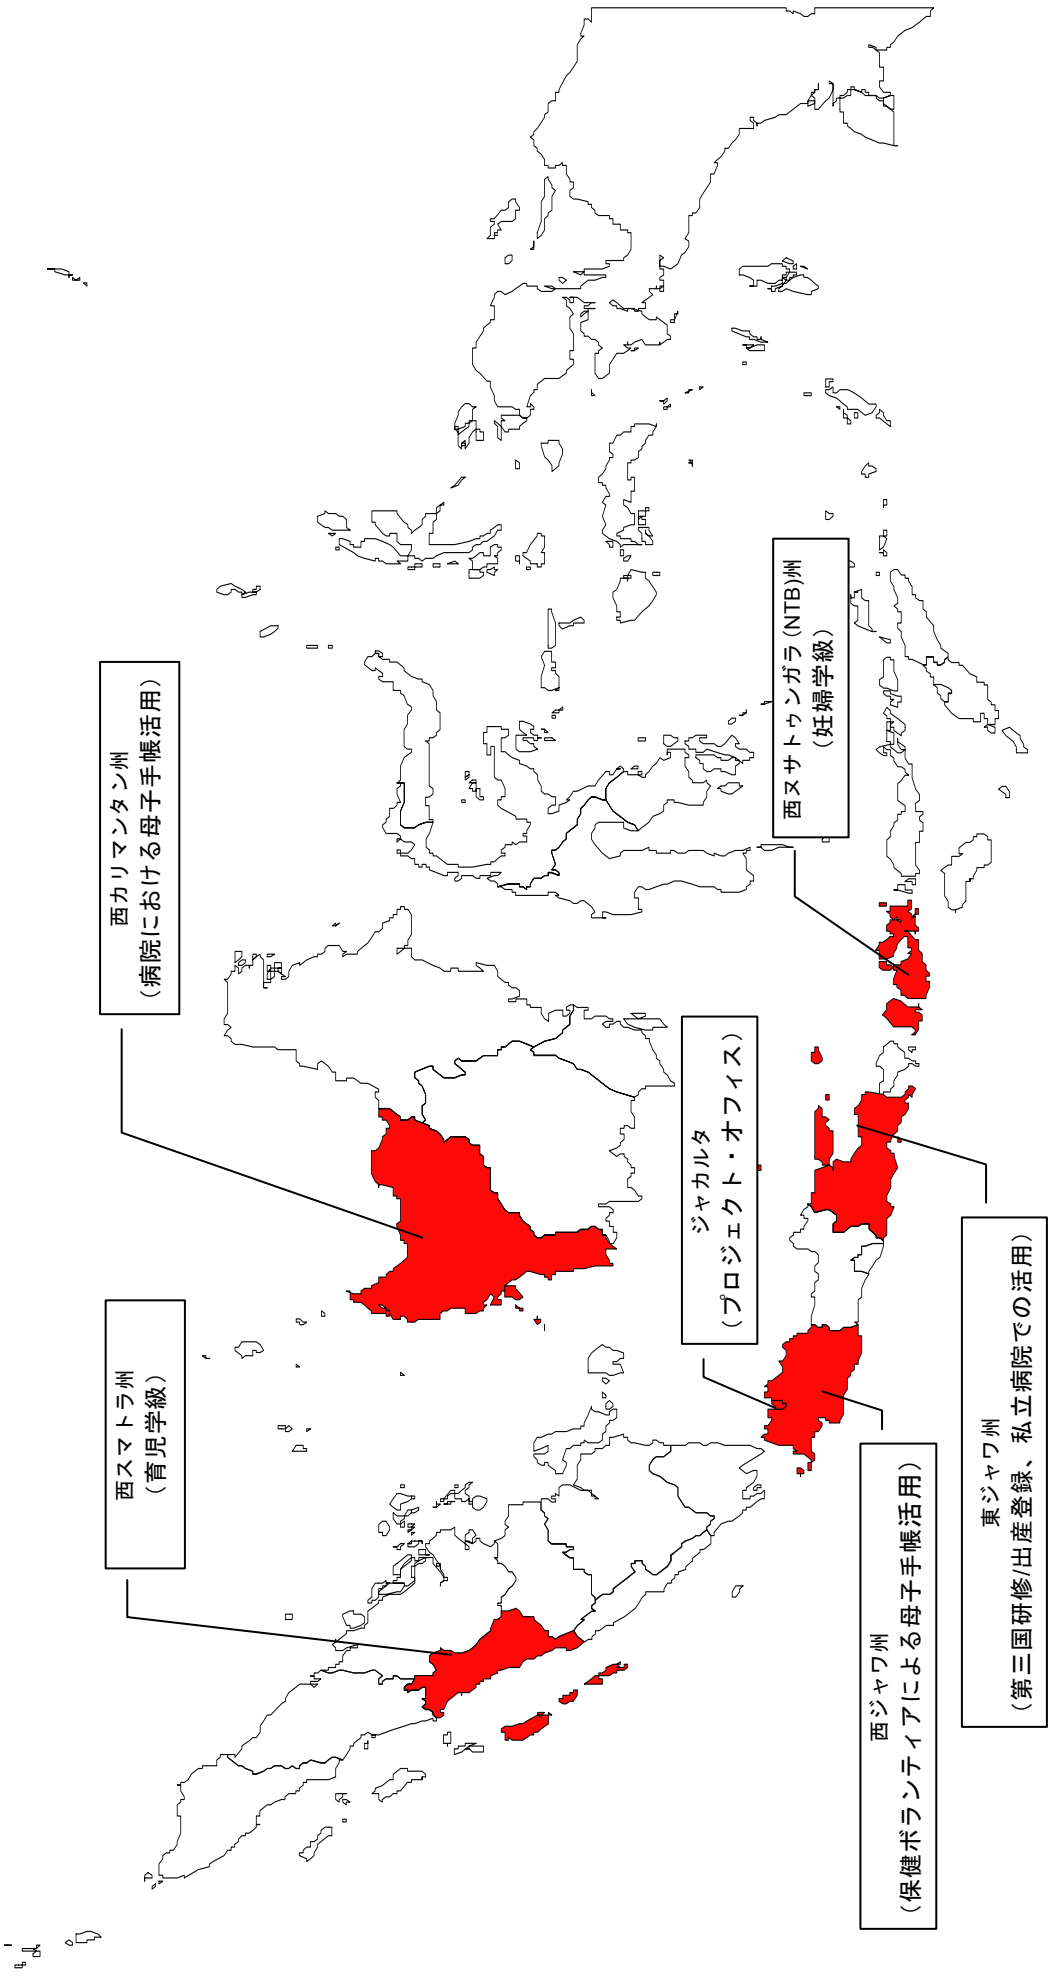 西スマトラ州
（育児学級）
西カリマンタン州
（病院における母子手帳活用）
ジャカルタ
（プロジェクト・オフィス）
西ヌサトゥンガラ(NTB)州
（妊婦学級）
西ジャワ州
（保健ボランティアによる母子手帳活用）
東ジャワ州
（第三国研修/出産登録、私立病院での活用）